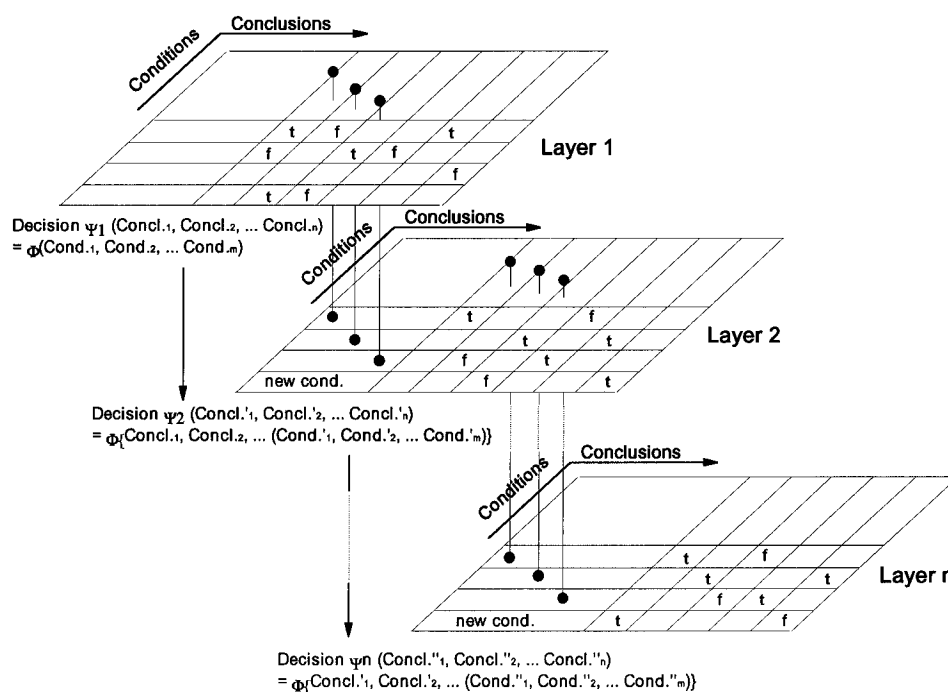 Conclusions
Conditions
t f t
f t f
Layer 1
f
t f
Decision Ψ1 (Concl.1, Concl.2, ... Concl.n)
= Φ(Cond.1, Cond.2, ... Cond.m)
Conclusions
Conditions
t f
t t
Layer 2
f t
new cond. f t
Decision Ψ2 (Concl.'1, Concl.'2, ... Concl.'n)
= Φ{Concl.1, Concl.2, ... (Cond.'1, Cond.'2, ... Cond.'m)}
Conclusions
Conditions
t f
t t
Layer n
f t
new cond. t f
Decision Ψn (Concl."1, Concl."2, ... Concl."n)
= Φ{Concl.'1, Concl.'2, ... (Cond."1, Cond."2, ... Cond."m)}